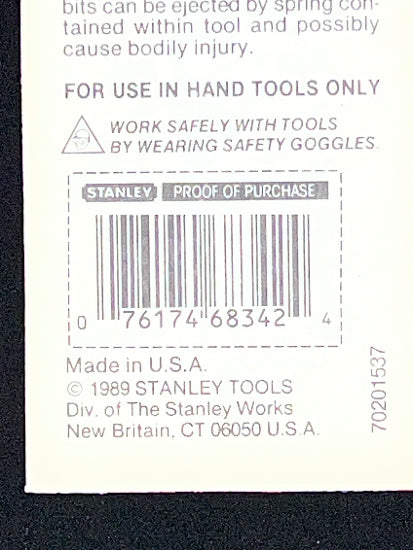 bits can be ejected by spring con-
tained within tool and possibly
cause bodily injury.
FOR USE IN HAND TOOLS ONLY
WORK SAFELY WITH TOOLS
BY WEARING SAFETY GOGGLES.
STANLEY PROOF OF PURCHASE
0 76174 68342 4
Made in U.S.A.
© 1989 STANLEY TOOLS
Div. of The Stanley Works
New Britain, CT 06050 U.S.A.
70201537